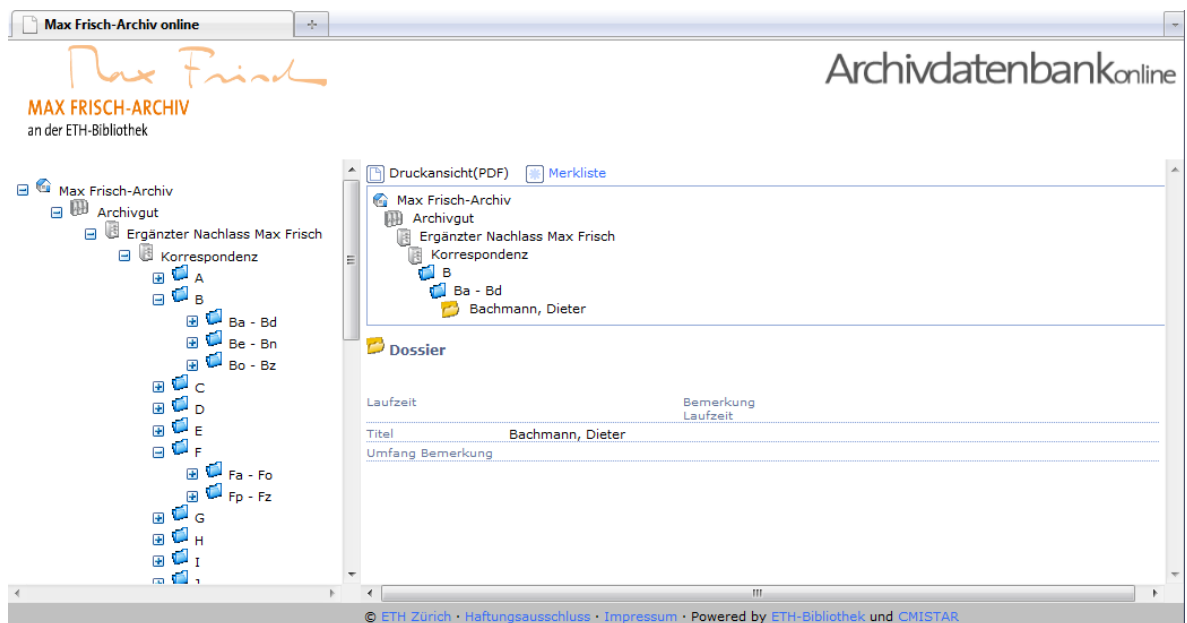 Max Frisch-Archiv online
Max Frisch
MAX FRISCH-ARCHIV
an der ETH-Bibliothek
Archivdatenbankonline
Max Frisch-Archiv
Archivgut
Ergänzter Nachlass Max Frisch
Korrespondenz
A
B
Ba - Bd
Be - Bn
Bo - Bz
C
D
E
F
Fa - Fo
Fp - Fz
G
H
I
Druckansicht(PDF) Merkliste
Max Frisch-Archiv
Archivgut
Ergänzter Nachlass Max Frisch
Korrespondenz
B
Ba - Bd
Bachmann, Dieter
Dossier
Laufzeit Bemerkung
Laufzeit
Titel Bachmann, Dieter
Umfang Bemerkung
© ETH Zürich · Haftungsausschluss · Impressum · Powered by ETH-Bibliothek und CMISTAR